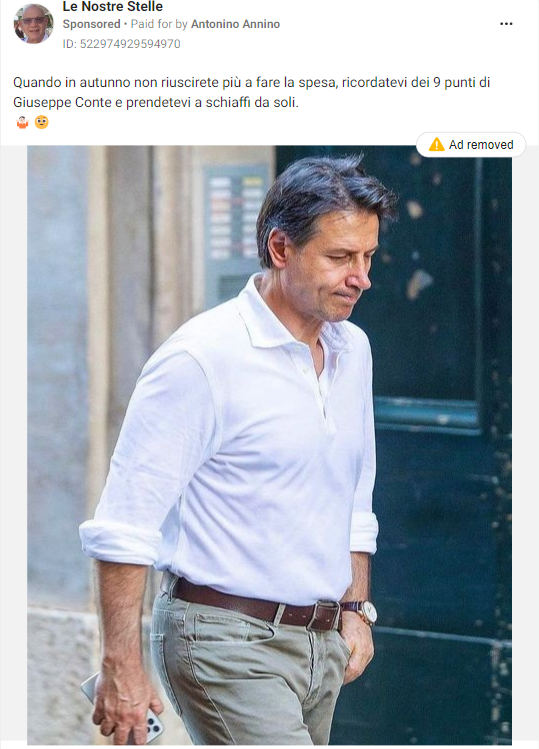 Le Nostre Stelle
Sponsored • Paid for by Antonino Annino
ID: 522974929594970
Quando in autunno non riuscirete più a fare la spesa, ricordatevi dei 9 punti di
Giuseppe Conte e prendetevi a schiaffi da soli.
Ad removed